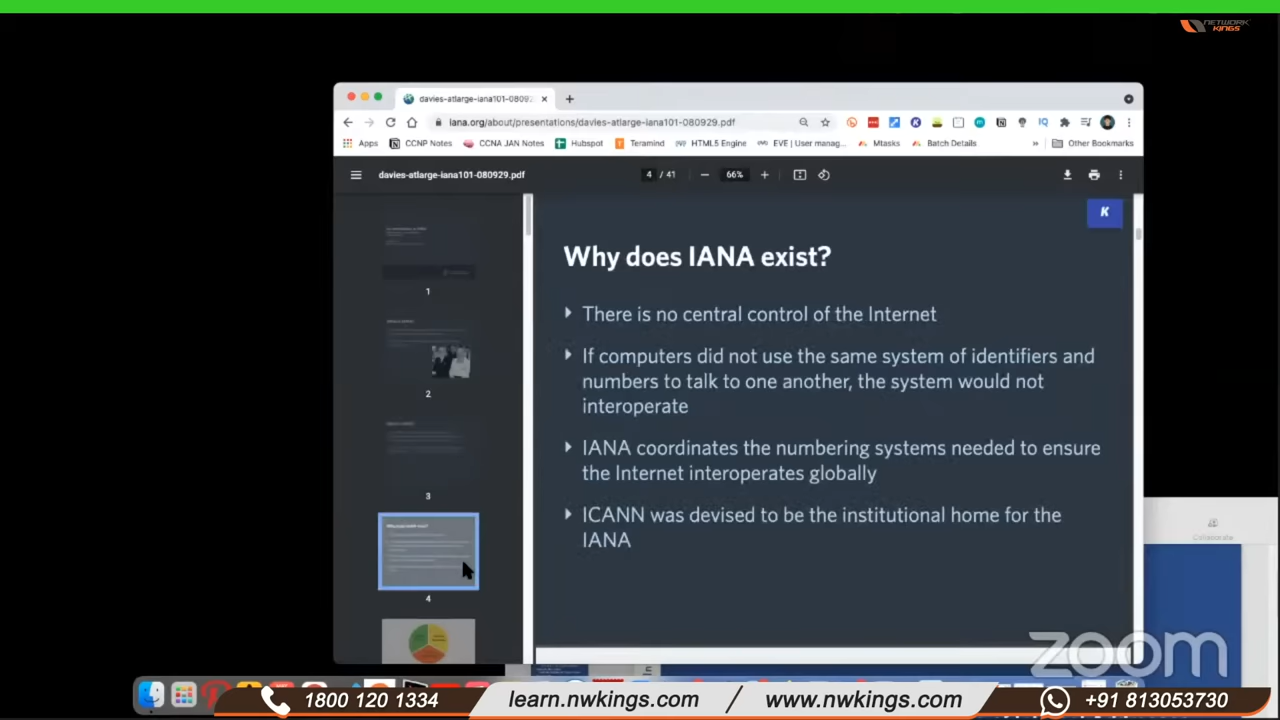 NETWORK
KINGS
davies-atlarge-iana101-08092
iana.org/about/presentations/davies-atlarge-iana101-080929.pdf
Apps
CCNP Notes
CCNA JAN Notes
Hubspot
Teramind
HTML5 Engine
EVE | User manag...
Mtasks
Batch Details
»
Other Bookmarks
davies-atlarge-iana101-080929.pdf
4 / 41
66%
K
Why does IANA exist?
There is no central control of the Internet
If computers did not use the same system of identifiers and
numbers to talk to one another, the system would not
interoperate
IANA coordinates the numbering systems needed to ensure
the Internet interoperates globally
ICANN was devised to be the institutional home for the
IANA
1
2
3
4
Collaborate
zoom
1800 120 1334
learn.nwkings.com
/
www.nwkings.com
+91 813053730